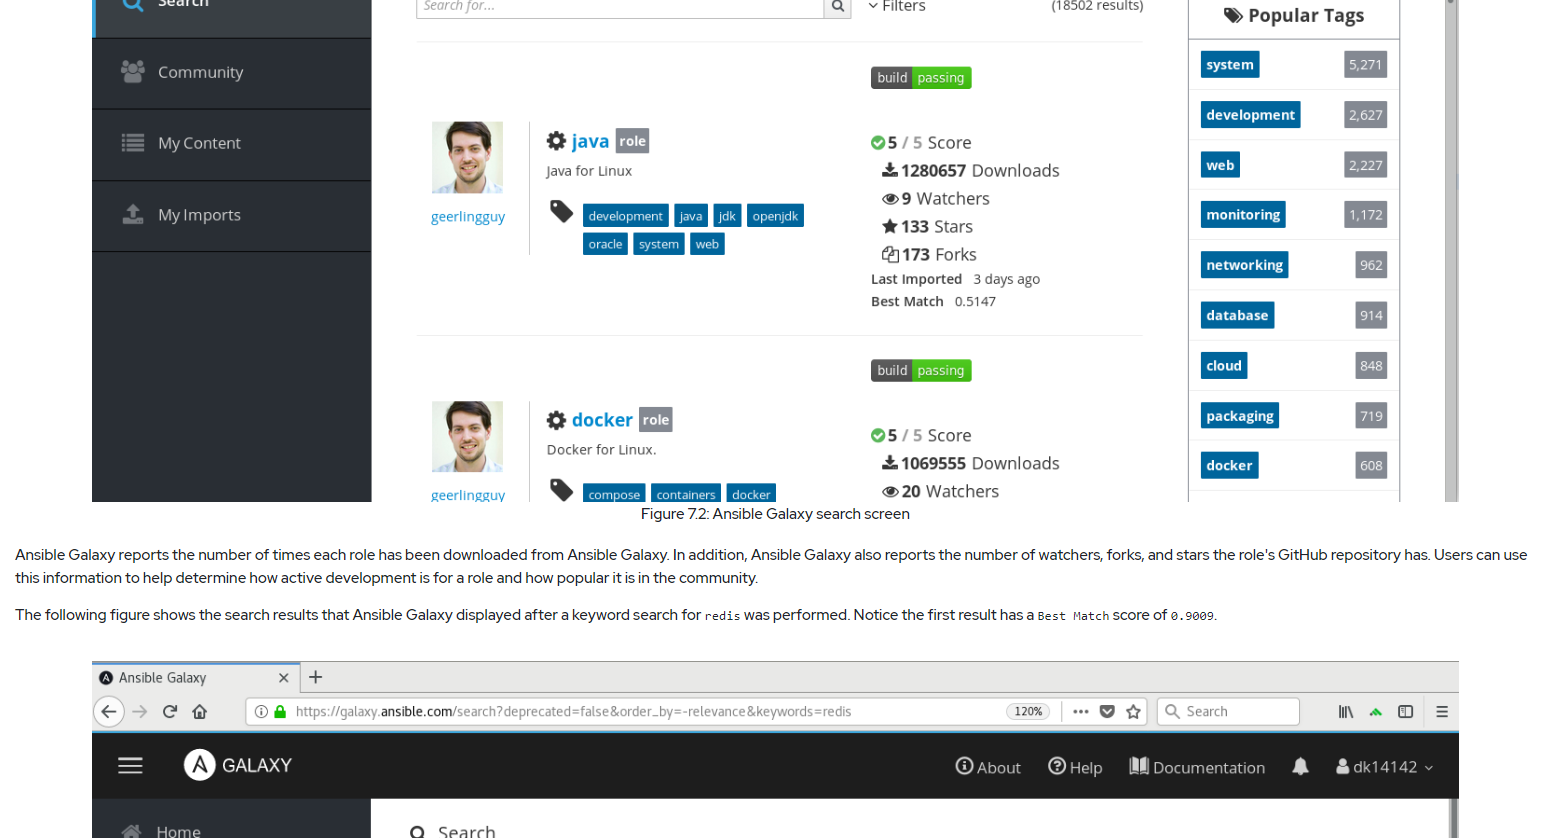 Search
Search for...
Filters
(18502 results)
Popular Tags
Community
My Content
My Imports
build passing
java role
Java for Linux
geerlingguy
development java jdk openjdk
oracle system web
5 / 5 Score
1280657 Downloads
9 Watchers
133 Stars
173 Forks
Last Imported 3 days ago
Best Match 0.5147
build passing
docker role
Docker for Linux.
geerlingguy
compose containers docker
5 / 5 Score
1069555 Downloads
20 Watchers
system 5,271
development 2,627
web 2,227
monitoring 1,172
networking 962
database 914
cloud 848
packaging 719
docker 608
Figure 7.2: Ansible Galaxy search screen
Ansible Galaxy reports the number of times each role has been downloaded from Ansible Galaxy. In addition, Ansible Galaxy also reports the number of watchers, forks, and stars the role's GitHub repository has. Users can use
this information to help determine how active development is for a role and how popular it is in the community.
The following figure shows the search results that Ansible Galaxy displayed after a keyword search for redis was performed. Notice the first result has a Best Match score of 0.9009.
Ansible Galaxy
https://galaxy.ansible.com/search?deprecated=false&order_by=-relevance&keywords=redis
120%
Search
GALAXY
About
Help
Documentation
dk14142
Home
Search